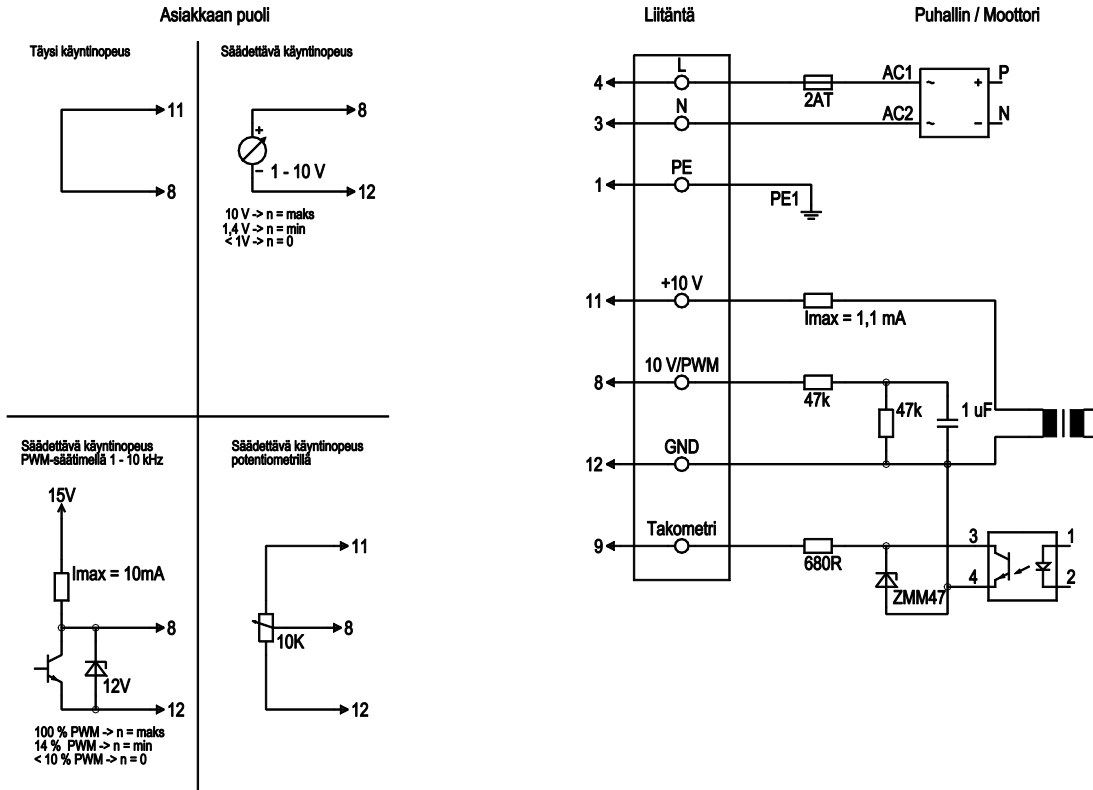 Asiakkaan puoli
Täysi käyntinopeus
11
8
Säädettävä käyntinopeus
8
+
–
1 - 10 V
12
10 V -> n = maks
1,4 V -> n = min
< 1V -> n = 0
Säädettävä käyntinopeus
PWM-säätimellä 1 - 10 kHz
15V
Imax = 10mA
8
12V
12
100 % PWM -> n = maks
14 % PWM -> n = min
< 10 % PWM -> n = 0
Säädettävä käyntinopeus
potentiometrillä
11
8
10K
12
Liitäntä
Puhallin / Moottori
4
L
2AT
AC1
~
+
P
3
N
AC2
~
–
N
1
PE
PE1
11
+10 V
Imax = 1,1 mA
8
10 V/PWM
47k
47k
1 uF
12
GND
9
Takometri
680R
ZMM47
3
4
1
2